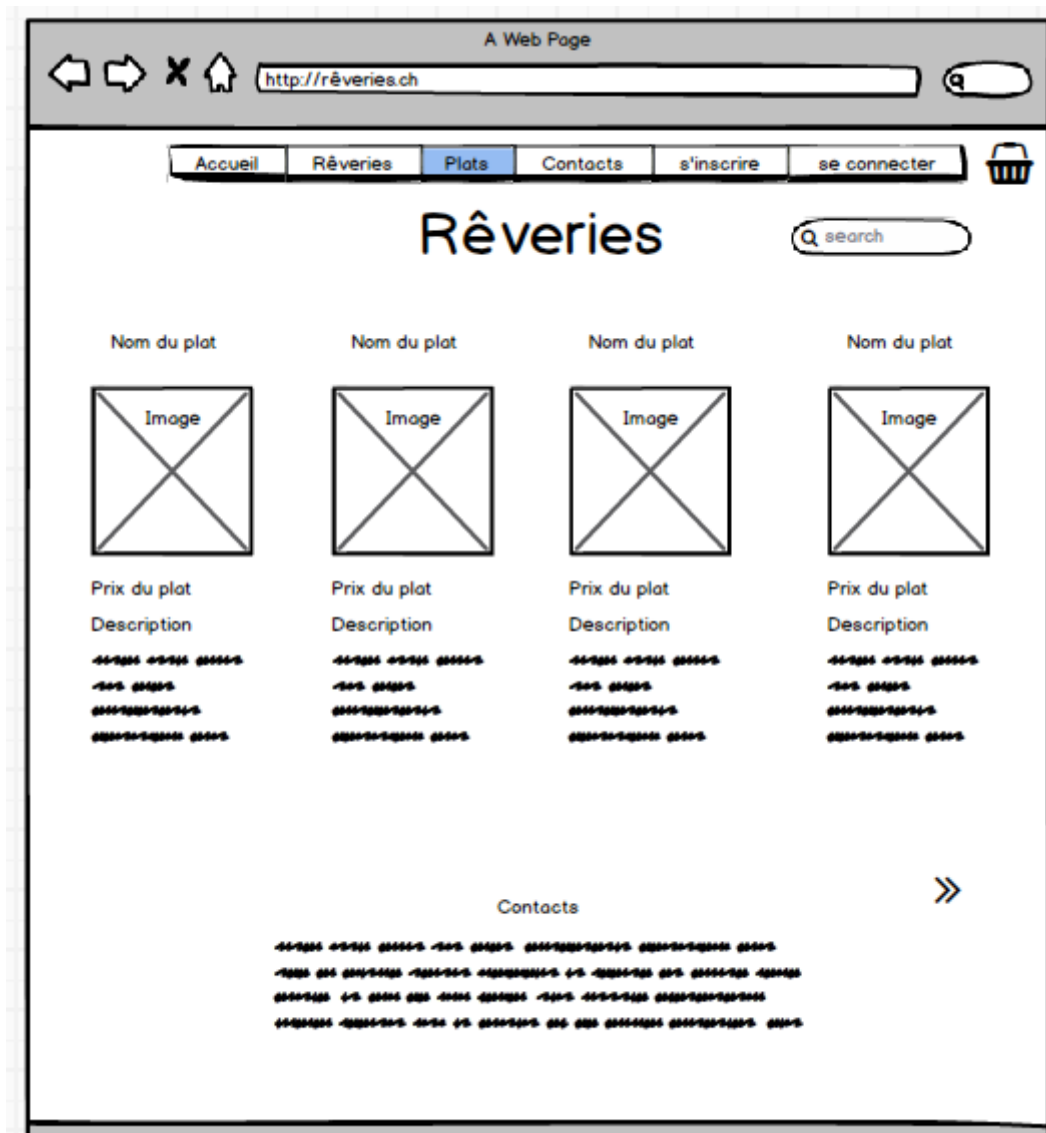 A Web Page
http://rêveries.ch
Accueil Rêveries Plats Contacts s'inscrire se connecter
Rêveries
search
Nom du plat Nom du plat Nom du plat Nom du plat
Image Image Image Image
Prix du plat Prix du plat Prix du plat Prix du plat
Description Description Description Description
Contacts